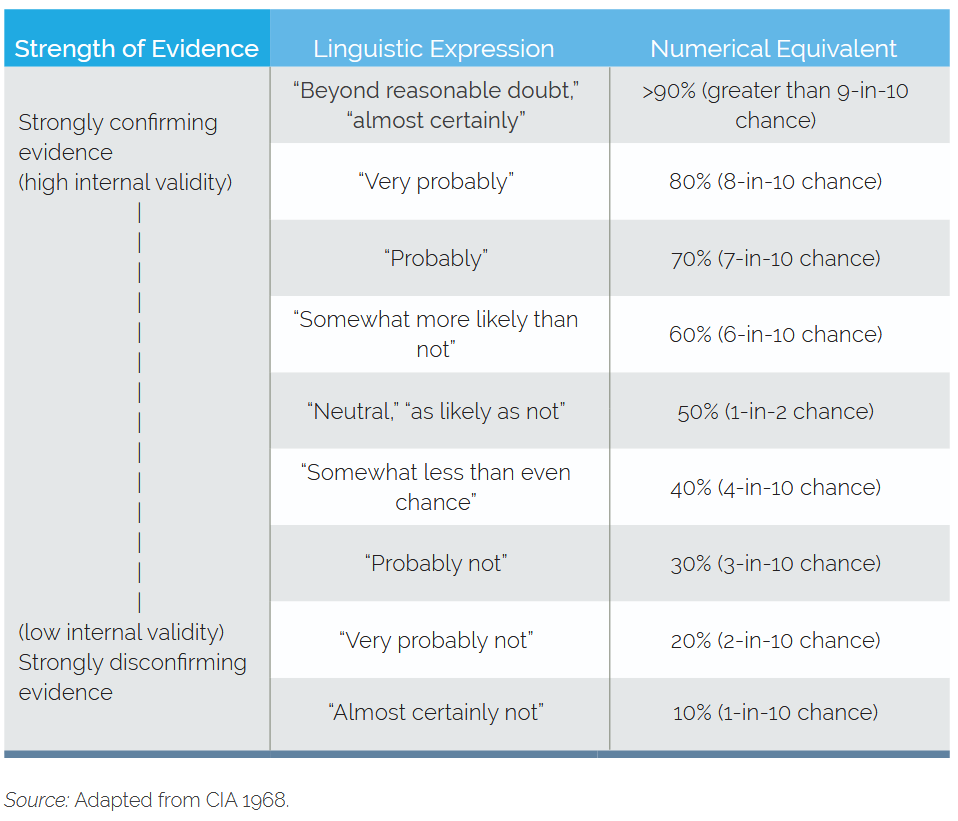 Strength of Evidence
Linguistic Expression
Numerical Equivalent
Strongly confirming
evidence
(high internal validity)
“Beyond reasonable doubt,”
“almost certainly”
>90% (greater than 9-in-10
chance)
“Very probably”
80% (8-in-10 chance)
“Probably”
70% (7-in-10 chance)
“Somewhat more likely than
not”
60% (6-in-10 chance)
“Neutral,” “as likely as not”
50% (1-in-2 chance)
“Somewhat less than even
chance”
40% (4-in-10 chance)
“Probably not”
30% (3-in-10 chance)
(low internal validity)
Strongly disconfirming
evidence
“Very probably not”
20% (2-in-10 chance)
“Almost certainly not”
10% (1-in-10 chance)
Source: Adapted from CIA 1968.